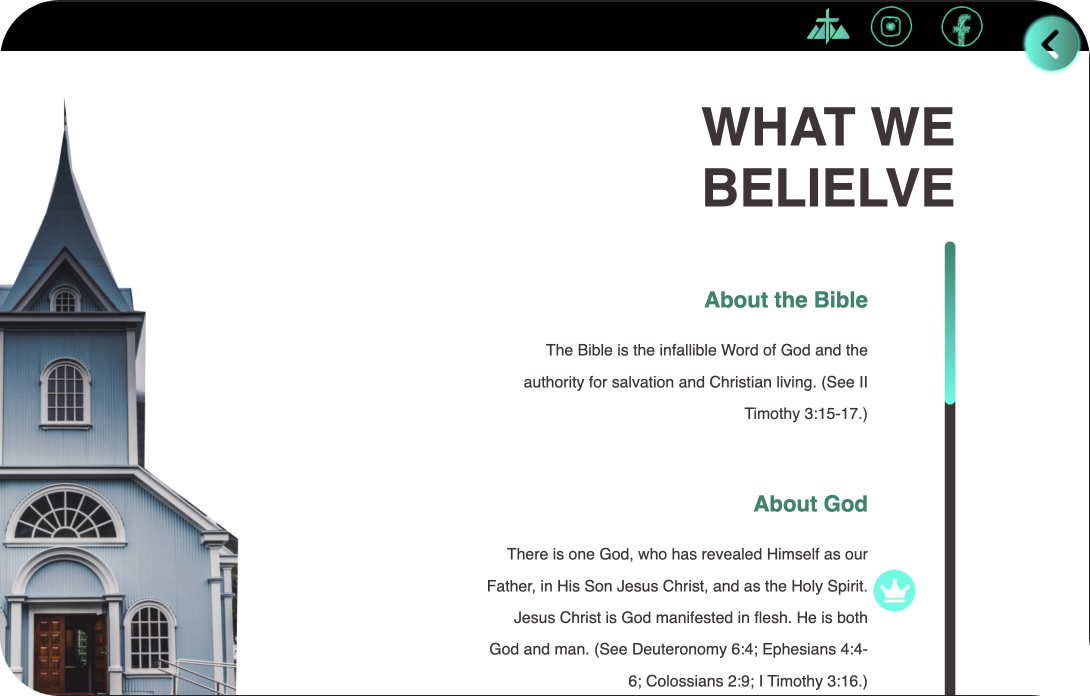 WHAT WE
BELIELVE
About the Bible
The Bible is the infallible Word of God and the
authority for salvation and Christian living. (See II
Timothy 3:15-17.)
About God
There is one God, who has revealed Himself as our
Father, in His Son Jesus Christ, and as the Holy Spirit.
Jesus Christ is God manifested in flesh. He is both
God and man. (See Deuteronomy 6:4; Ephesians 4:4-
6; Colossians 2:9; I Timothy 3:16.)